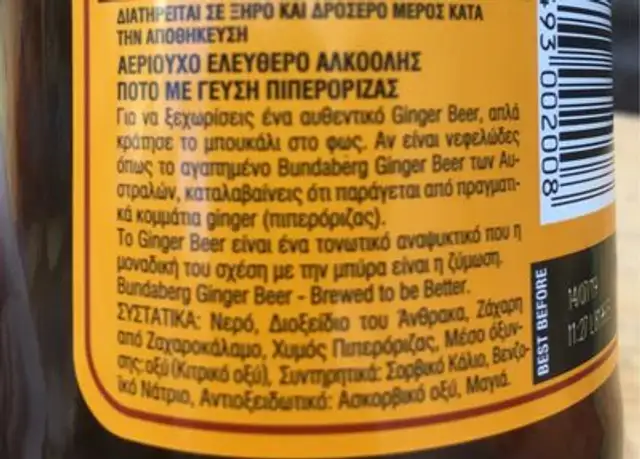 ΔΙΑΤΗΡΕΙΤΑΙ ΣΕ ΞΗΡΟ ΚΑΙ ΔΡΟΣΕΡΟ ΜΕΡΟΣ ΚΑΤΑ
ΤΗΝ ΑΠΟΘΗΚΕΥΣΗ
ΑΕΡΙΟΥΧΟ ΕΛΕΥΘΕΡΟ ΑΛΚΟΟΛΗΣ
ΠΟΤΟ ΜΕ ΓΕΥΣΗ ΠΙΠΕΡΟΡΙΖΑΣ
Για να ξεχωρίσεις ένα αυθεντικό Ginger Beer, απλά
κράτησε το μπουκάλι στο φως. Αν είναι νεφελώδες
όπως το αγαπημένο Bundaberg Ginger Beer των Αυ-
στραλών, καταλαβαίνεις ότι παράγεται από πραγματι-
κά κομμάτια ginger (πιπερόριζας).
Το Ginger Beer είναι ένα τονωτικό αναψυκτικό που η
μοναδική του σχέση με την μπύρα είναι η ζύμωση.
Bundaberg Ginger Beer - Brewed to be Better.
ΣΥΣΤΑΤΙΚΑ: Νερό, Διοξείδιο του Άνθρακα, Ζάχαρη
από Ζαχαροκάλαμο, Χυμός Πιπερόριζας, Μέσο όξυν-
σης:οξύ (Κιτρικό οξύ), Συντηρητικά: Σορβικό Κάλιο, Βενζο-
ϊκό Νάτριο, Αντιοξειδωτικό: Ασκορβικό οξύ, Μαγιά.
93 002008
BEST BEFORE